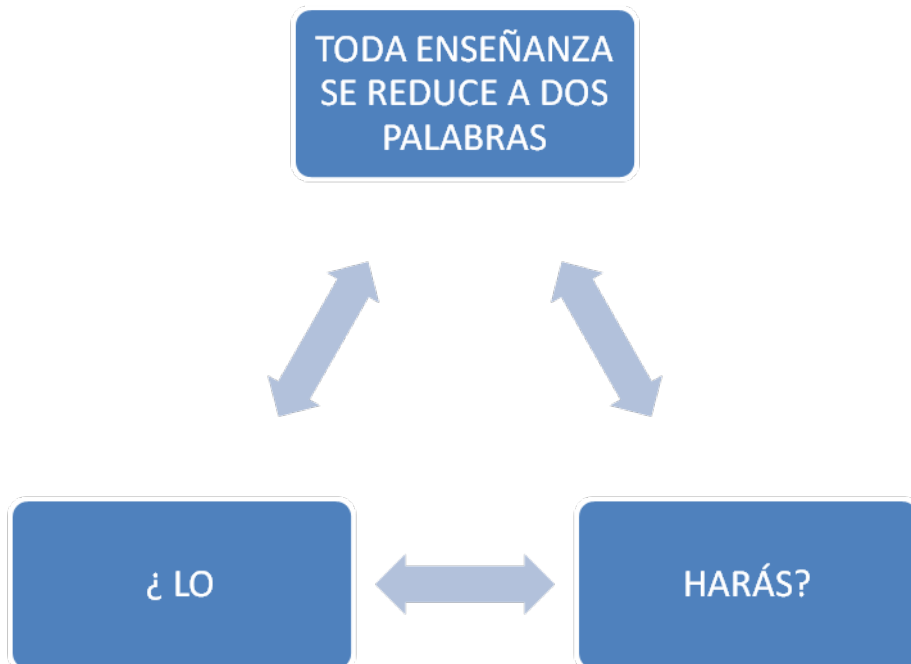 TODA ENSEÑANZA
SE REDUCE A DOS
PALABRAS
¿ LO
HARÁS?